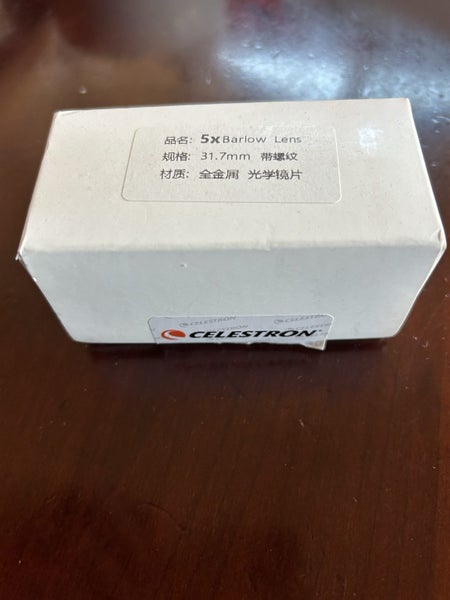 品名: 5x Barlow Lens
规格: 31.7mm 带螺纹
材质: 全金属 光学镜片
CELESTRON
CELESTRON